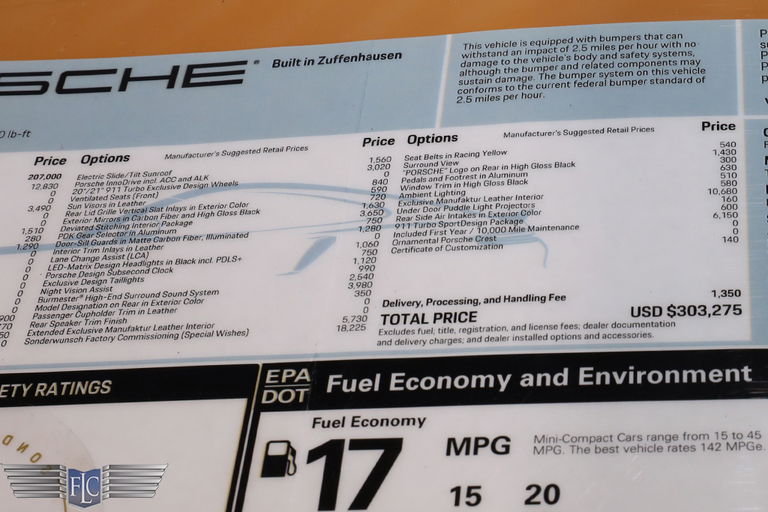 SCHE® Built in Zuffenhausen
This vehicle is equipped with bumpers that can
withstand an impact of 2.5 miles per hour with no
damage to the vehicle's body and safety systems,
although the bumper and related components may
sustain damage. The bumper system on this vehicle
conforms to the current federal bumper standard of
2.5 miles per hour.
0 lb-ft
Manufacturer's Suggested Retail Prices
Price Options Price
207,000 Electric Slide/Tilt Sunroof 1,560
12,830 Porsche InnoDrive incl. ACC and ALK 3,020
0 20"/21" 911 Turbo Exclusive Design Wheels 0
0 Ventilated Seats (Front) 840
0 Sun Visors in Leather 590
3,490 Rear Lid Grille Vertical Slat Inlays in Exterior Color 720
0 Exterior Mirrors in Carbon Fiber and High Gloss Black 1,630
0 Deviated Stitching Interior Package 3,650
1,510 PDK Gear Selector in Aluminum 750
280 Door-Sill Guards in Matte Carbon Fiber, Illuminated 1,280
1,290 Interior Trim Inlays in Leather 0
0 Lane Change Assist (LCA) 1,060
0 LED-Matrix Design Headlights in Black incl. PDLS+ 750
0 Porsche Design Subsecond Clock 1,120
0 Exclusive Design Taillights 990
0 Night Vision Assist 2,540
0 Burmester® High-End Surround Sound System 3,980
0 Model Designation on Rear in Exterior Color 350
Passenger Cupholder Trim in Leather 0
Rear Speaker Trim Finish 0
Extended Exclusive Manufaktur Leather Interior 5,730
Sonderwunsch Factory Commissioning (Special Wishes) 18,225
Manufacturer's Suggested Retail Prices
Options Price
Seat Belts in Racing Yellow 540
Surround View 1,430
"PORSCHE" Logo on Rear in High Gloss Black 300
Pedals and Footrest in Aluminum 630
Window Trim in High Gloss Black 510
Ambient Lighting 580
Exclusive Manufaktur Leather Interior 10,680
Under Door Puddle Light Projectors 160
Rear Side Air Intakes in Exterior Color 600
911 Turbo SportDesign Package 6,150
Included First Year / 10,000 Mile Maintenance 0
Ornamental Porsche Crest 0
Certificate of Customization 140
Delivery, Processing, and Handling Fee 1,350
TOTAL PRICE USD $303,275
Excludes fuel; title, registration, and license fees; dealer documentation
and delivery charges; and dealer installed options and accessories.
ETY RATINGS
EPA
DOT
Fuel Economy and Environment
Fuel Economy
17 MPG
Mini-Compact Cars range from 15 to 45
MPG. The best vehicle rates 142 MPGe.
15 20
FLC